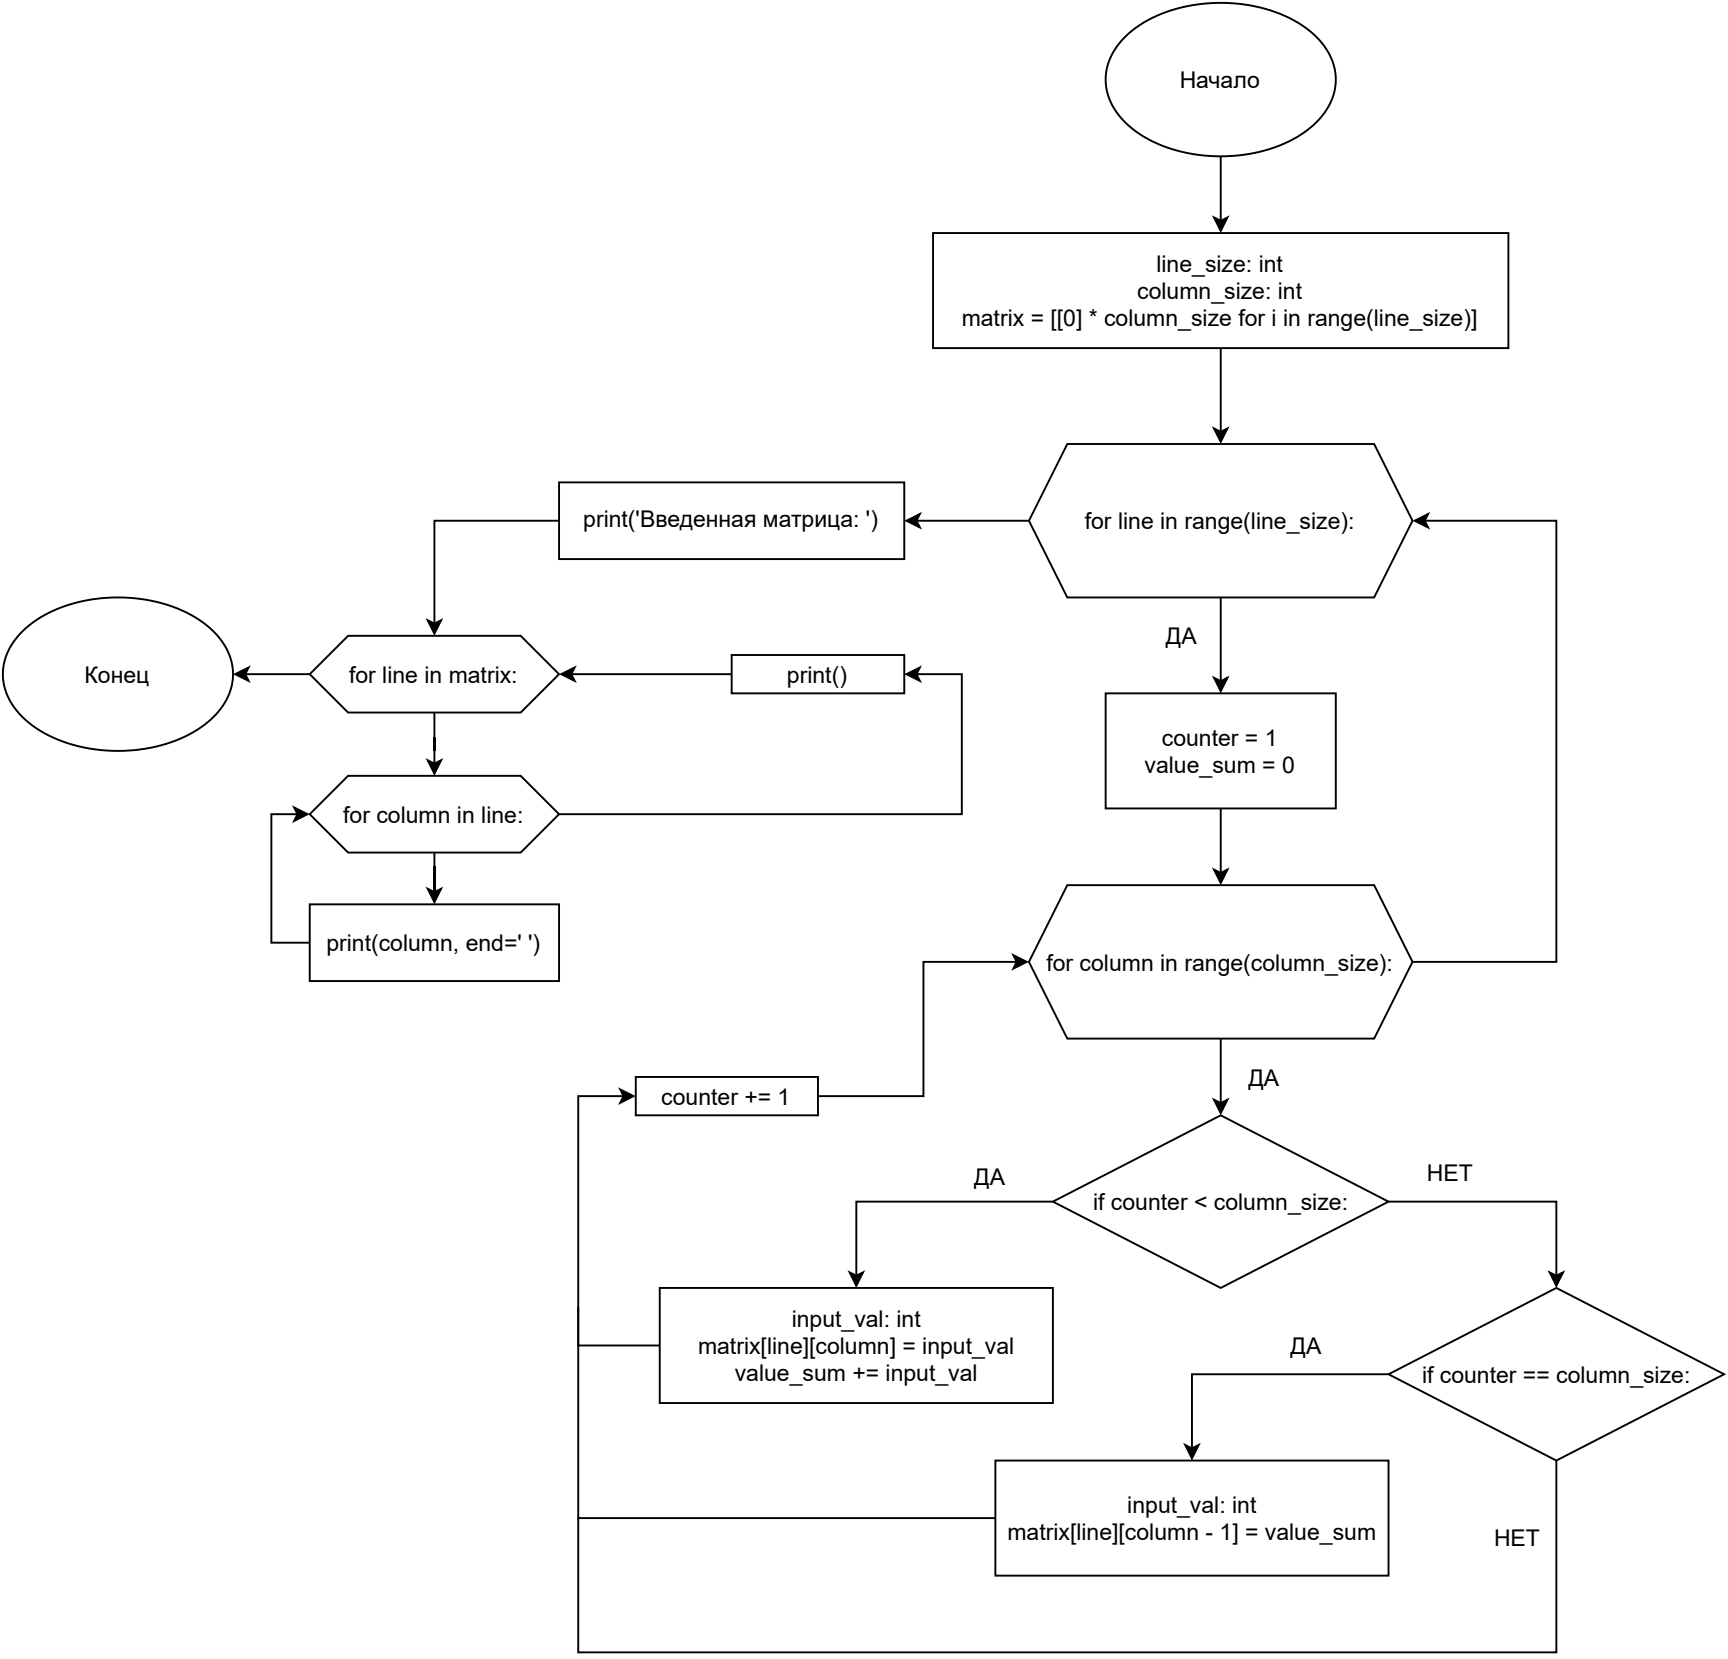 Начало
line_size: int
column_size: int
matrix = [[0] * column_size for i in range(line_size)]
for line in range(line_size):
print('Введенная матрица: ')
for line in matrix:
Конец
print()
for column in line:
print(column, end=' ')
ДА
counter = 1
value_sum = 0
for column in range(column_size):
ДА
counter += 1
if counter < column_size:
ДА
НЕТ
input_val: int
matrix[line][column] = input_val
value_sum += input_val
if counter == column_size:
ДА
input_val: int
matrix[line][column - 1] = value_sum
НЕТ